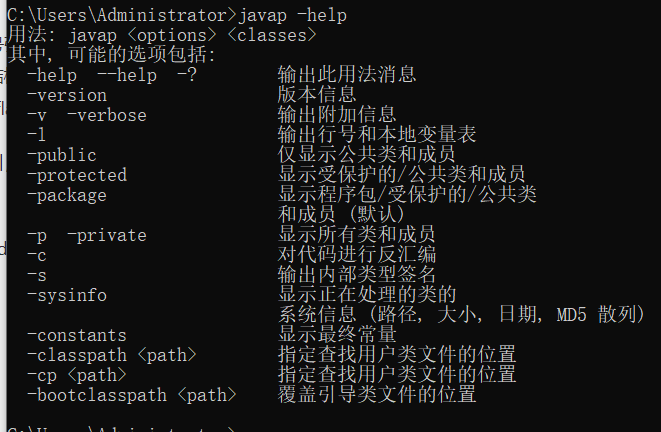 C:\Users\Administrator>javap -help
用法: javap <options> <classes>
其中, 可能的选项包括:
  -help  --help  -?        输出此用法消息
  -version                 版本信息
  -v  -verbose             输出附加信息
  -l                       输出行号和本地变量表
  -public                  仅显示公共类和成员
  -protected               显示受保护的/公共类和成员
  -package                 显示程序包/受保护的/公共类
                           和成员 (默认)
  -p  -private             显示所有类和成员
  -c                       对代码进行反汇编
  -s                       输出内部类型签名
  -sysinfo                 显示正在处理的类的
                           系统信息 (路径, 大小, 日期, MD5 散列)
  -constants               显示最终常量
  -classpath <path>        指定查找用户类文件的位置
  -cp <path>               指定查找用户类文件的位置
  -bootclasspath <path>    覆盖引导类文件的位置
C:\Users\Administrator>